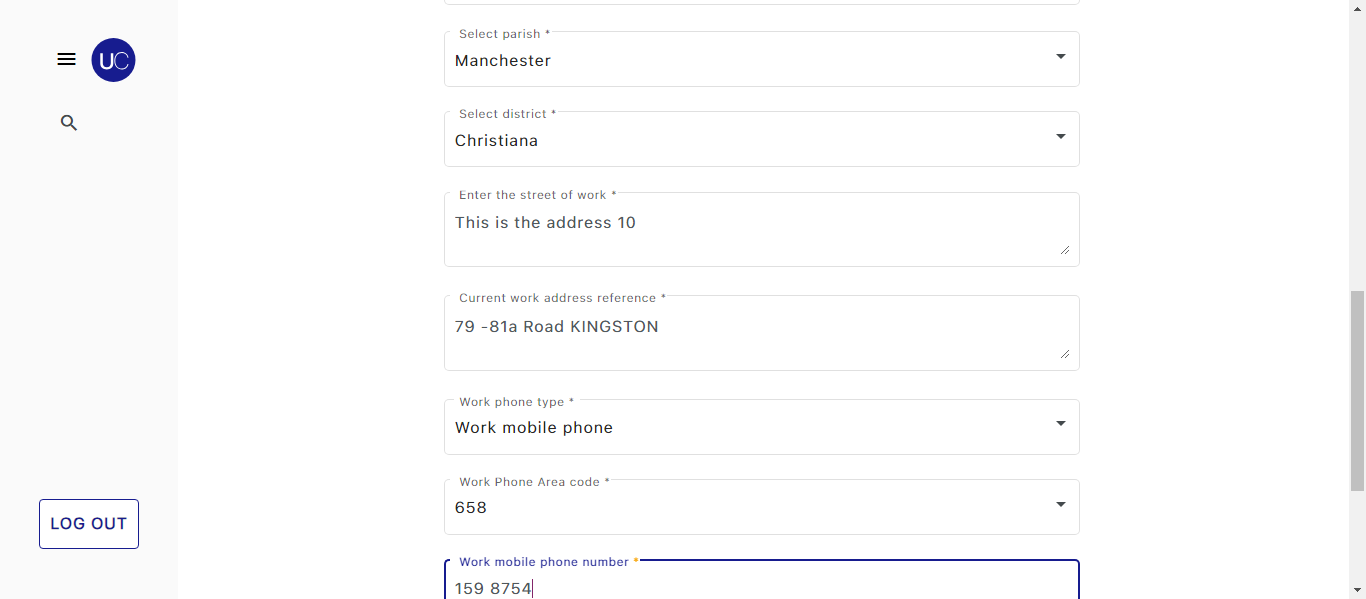 UC
Select parish *
Manchester
Select district *
Christiana
Enter the street of work *
This is the address 10
Current work address reference *
79 -81a Road KINGSTON
Work phone type *
Work mobile phone
Work Phone Area code *
658
LOG OUT
Work mobile phone number *
159 8754